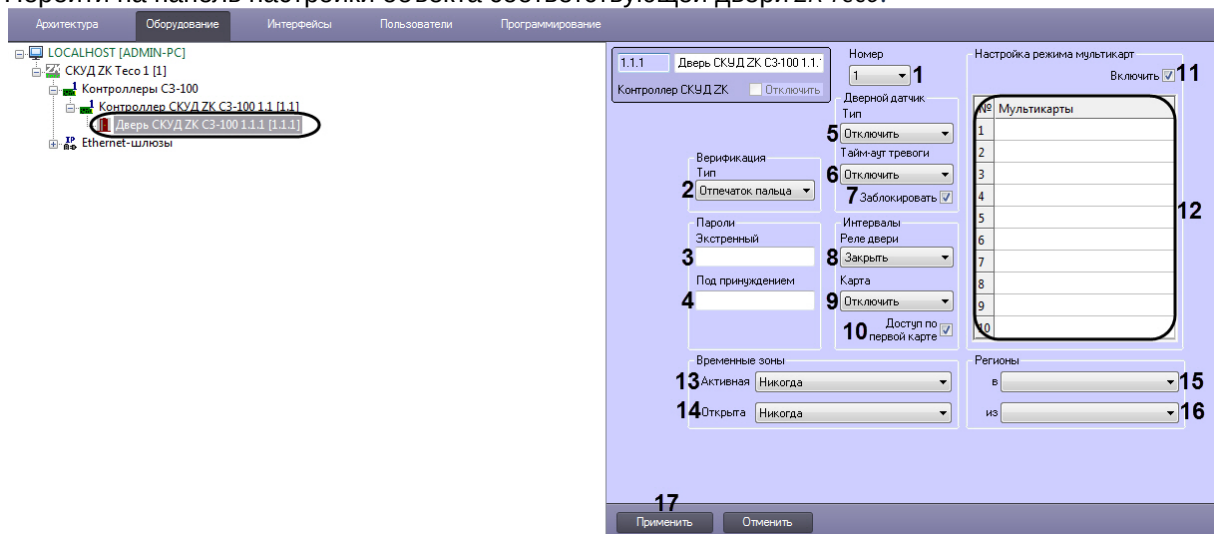 Перейти на панель настройки объекта соответствующей двери ZK Teco.
Архитектура Оборудование Интерфейсы Пользователи Программирование
LOCALHOST [ADMIN-PC]
СКУД ZK Teco 1 [1]
Контроллеры C3-100
Контроллер СКУД ZK C3-100 1.1 [1.1]
Дверь СКУД ZK C3-100 1.1.1 [1.1.1]
Ethernet-шлюзы
1.1.1 Дверь СКУД ZK C3-100 1.1.
Контроллер СКУД ZK Отключить
Номер
1 1
Дверной датчик
Тип
5 Отключить
Тайм-аут тревоги
6 Отключить
7 Заблокировать
Верификация
Тип
2 Отпечаток пальца
Пароли
Экстренный
3
Под принуждением
4
Интервалы
Реле двери
8 Закрыть
Карта
9 Отключить
10 Доступ по
первой карте
Настройка режима мультикарт
Включить 11
№ Мультикарты
1
2
3
4
5
6
7
8
9
10
12
Временные зоны
13 Активная Никогда
14 Открыта Никогда
Регионы
в 15
из 16
17
Применить Отменить